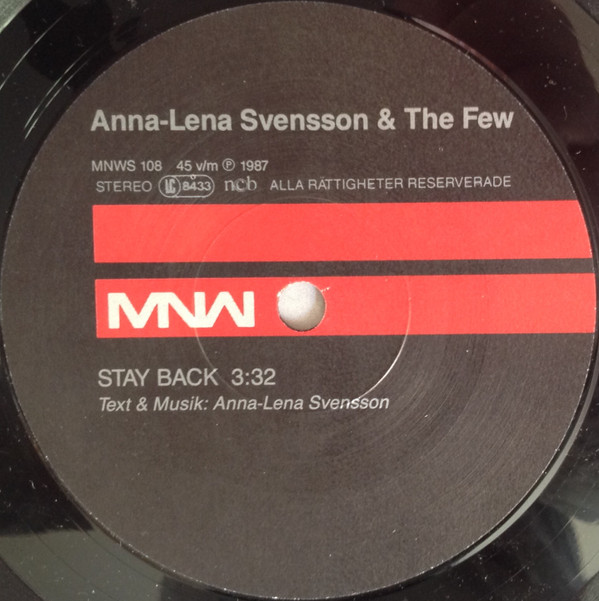 Anna-Lena Svensson & The Few
MNWS 108 45 v/m ℗ 1987
STEREO LC 8433 ncb ALLA RÄTTIGHETER RESERVERADE
MNW
STAY BACK 3:32
Text & Musik: Anna-Lena Svensson